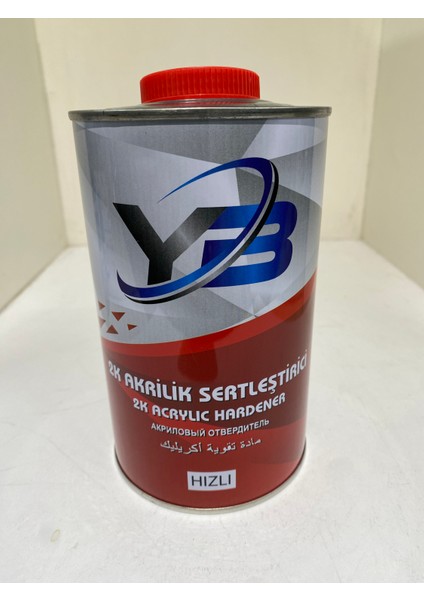 YB
2K AKRİLİK SERTLEŞTİRİCİ
2K ACRYLIC HARDENER
АКРИЛОВЫЙ ОТВЕРДИТЕЛЬ
مادة تقوية أكريليك
HIZLI